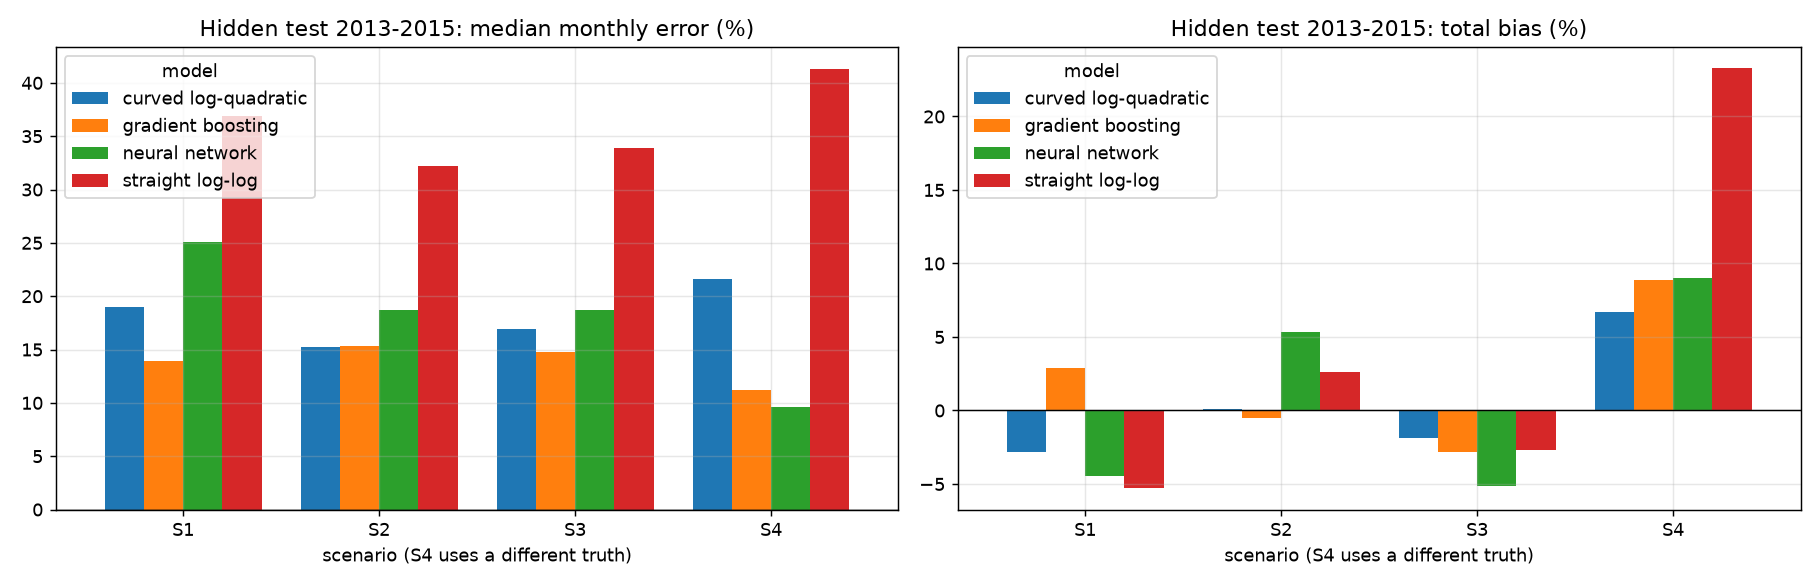 Hidden test 2013-2015: median monthly error (%)
model
curved log-quadratic
gradient boosting
neural network
straight log-log
40
35
30
25
20
15
10
5
0
S1 S2 S3 S4
scenario (S4 uses a different truth)
Hidden test 2013-2015: total bias (%)
model
curved log-quadratic
gradient boosting
neural network
straight log-log
20
15
10
5
0
−5
S1 S2 S3 S4
scenario (S4 uses a different truth)